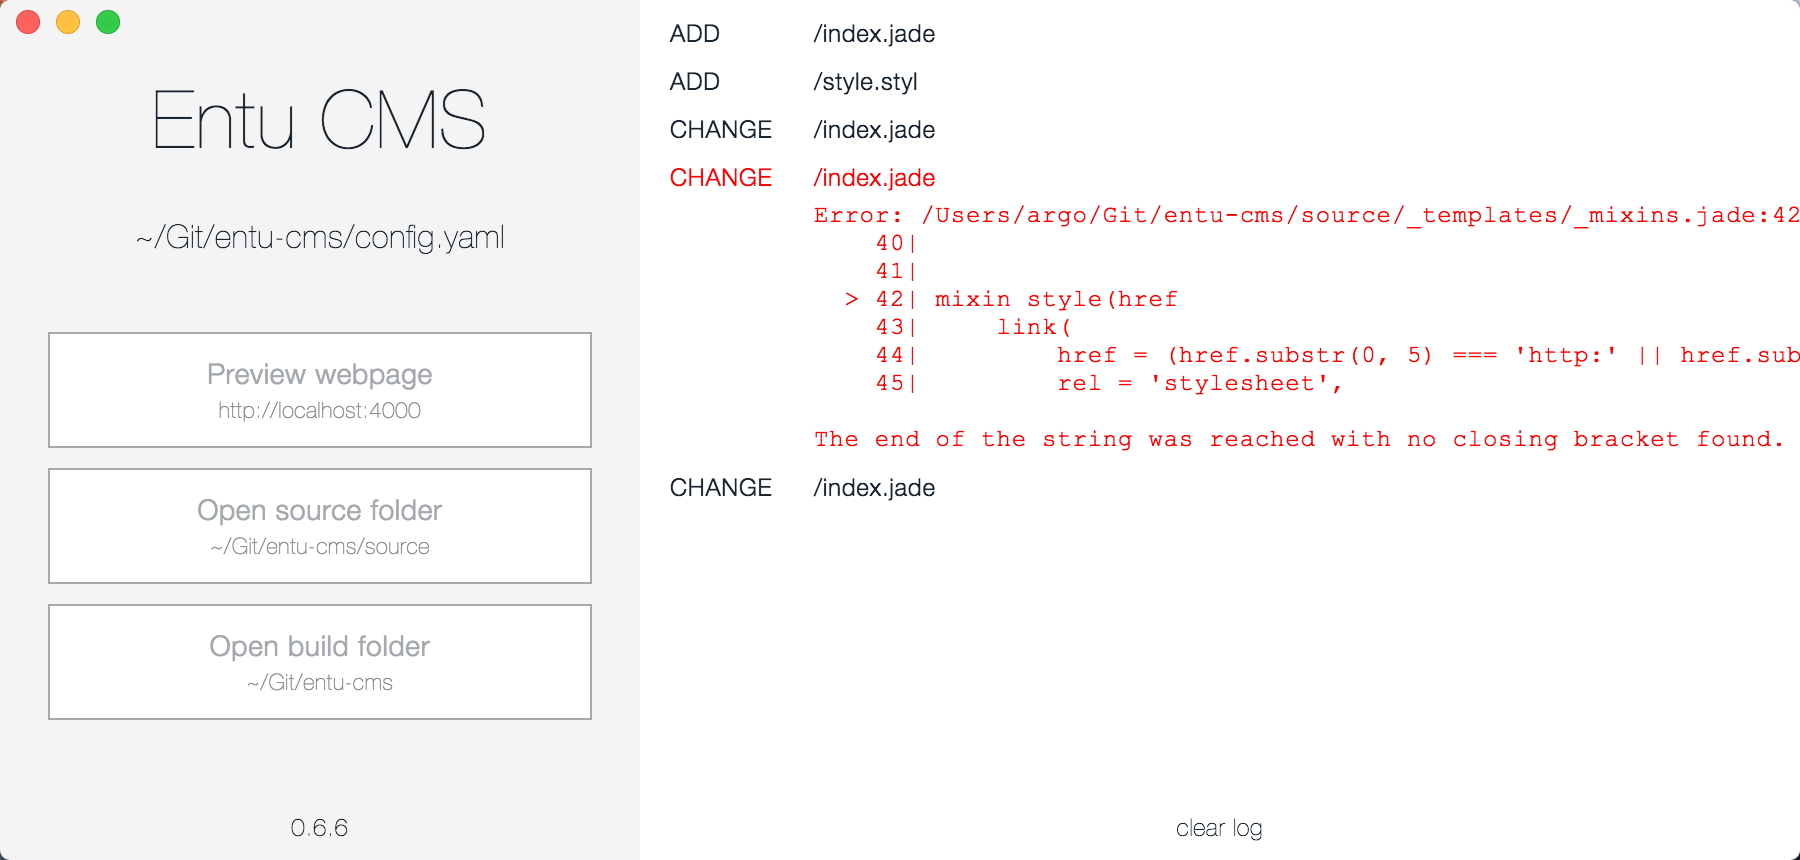 Entu CMS
~/Git/entu-cms/config.yaml
Preview webpage
http://localhost:4000
Open source folder
~/Git/entu-cms/source
Open build folder
~/Git/entu-cms
0.6.6
ADD /index.jade
ADD /style.styl
CHANGE /index.jade
CHANGE /index.jade
Error: /Users/argo/Git/entu-cms/source/_templates/_mixins.jade:42
40|
41|
> 42| mixin style(href
43|     link(
44|         href = (href.substr(0, 5) === 'http:' || href.sub
45|         rel = 'stylesheet',
The end of the string was reached with no closing bracket found.
CHANGE /index.jade
clear log